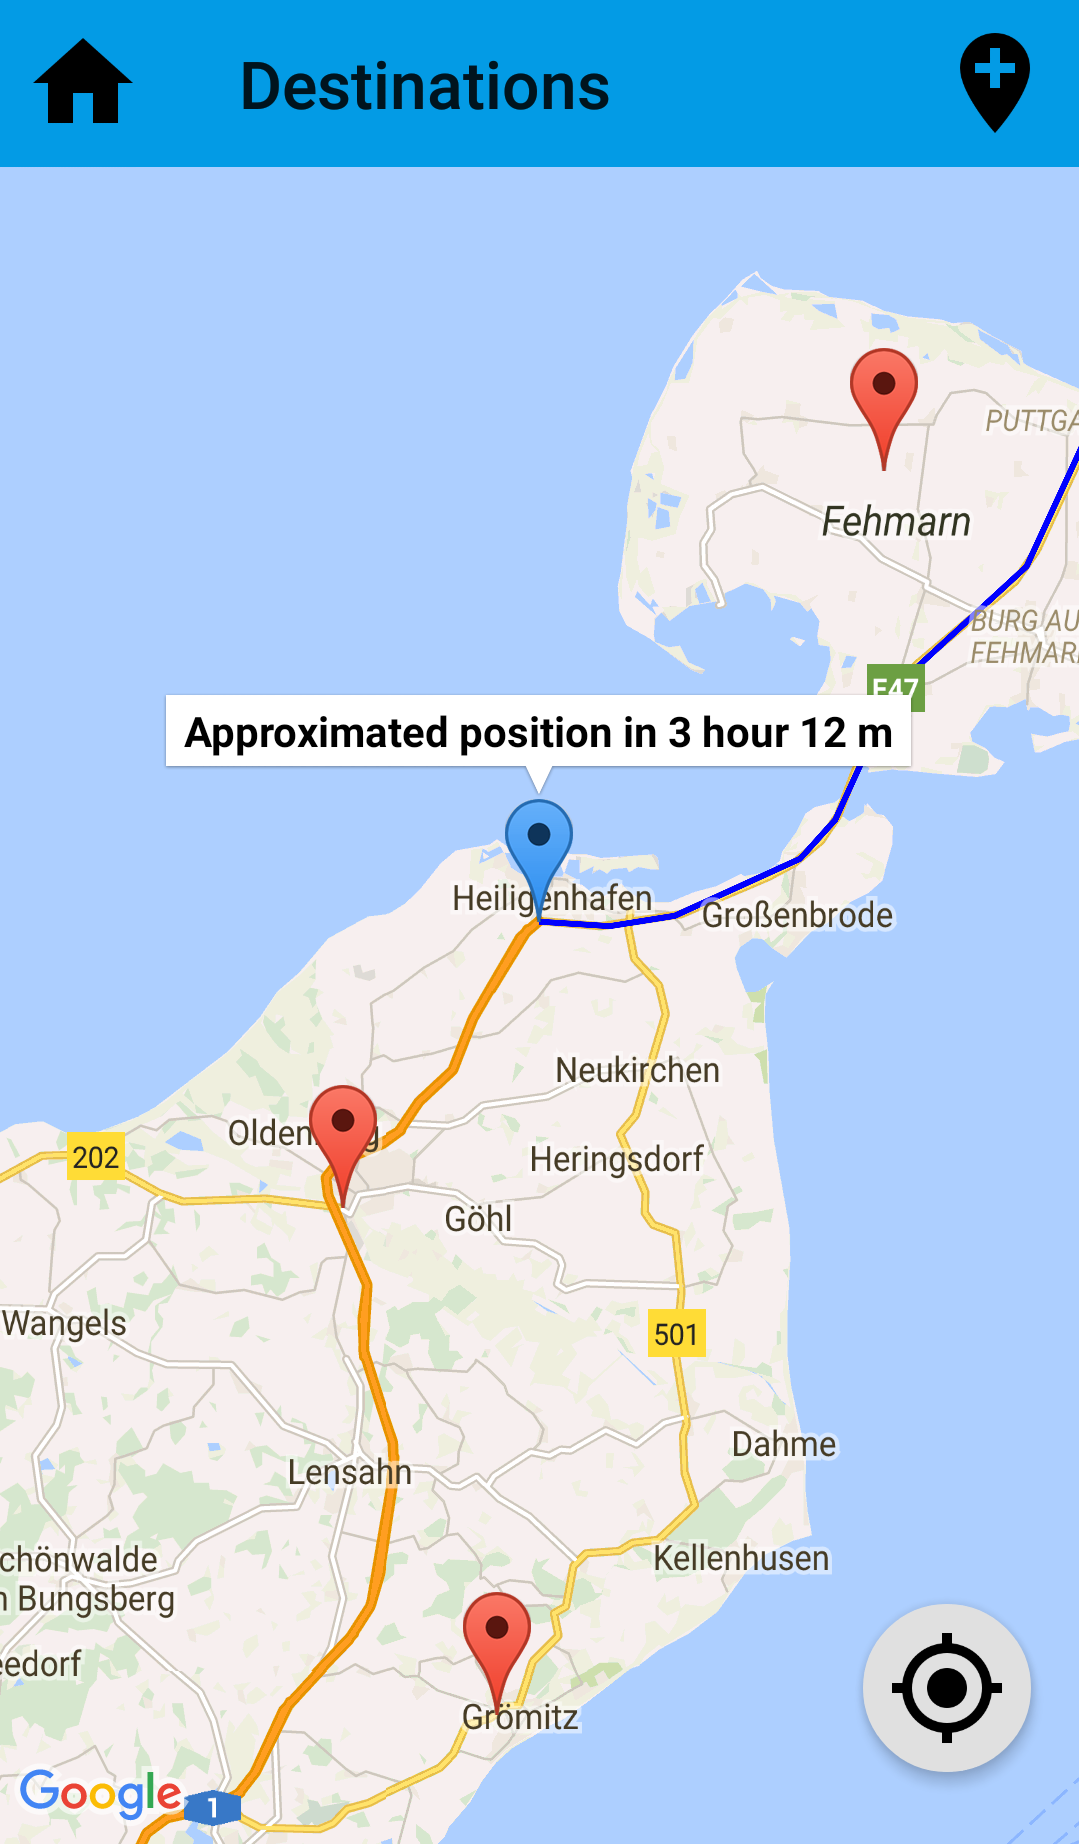 Destinations
PUTTGA
Fehmarn
BURG AU
FEHMAR
E47
Approximated position in 3 hour 12 m
Heiligenhafen
Großenbrode
Neukirchen
Olden
g
202
Heringsdorf
Göhl
Wangels
501
Dahme
Lensahn
chönwalde
n Bungsberg
Kellenhusen
eedorf
Grömitz
Google
1